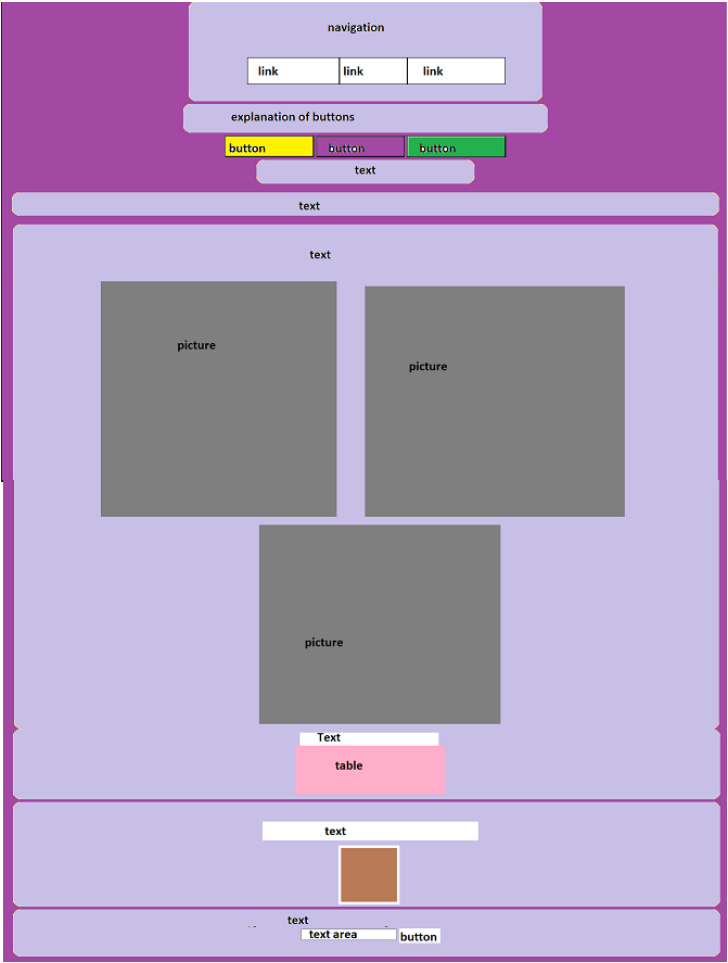 navigation
link link link
explanation of buttons
button button button
text
text
text
picture
picture
picture
Text
table
text
text
text area
button